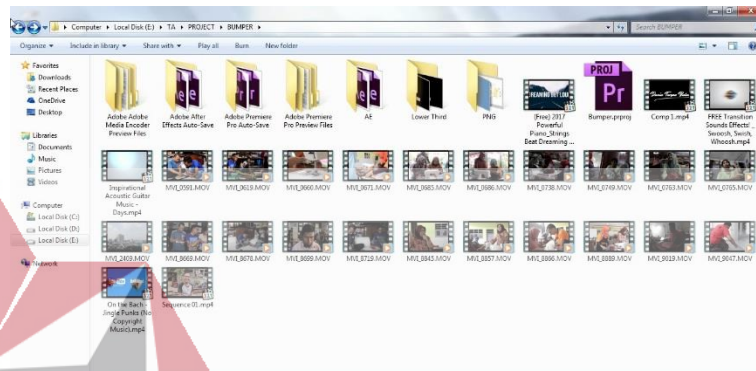 Computer ▸ Local Disk (E:) ▸ TA ▸ PROJECT ▸ BUMPER ▸
Search BUMPER
Organize ▾ Include in library ▾ Share with ▾ Play all Burn New folder
Favorites
Downloads
Recent Places
OneDrive
Desktop
Libraries
Documents
Music
Pictures
Videos
Computer
Local Disk (C:)
Local Disk (D:)
Local Disk (E:)
Network
Adobe Adobe
Media Encoder
Preview Files
Adobe After
Effects Auto-Save
Adobe Premiere
Pro Auto-Save
Adobe Premiere
Pro Preview Files
AE
Lower Third
PNG
[Free] 2017
Powerful
Piano_Strings
Beat Dreaming ...
PROJ
Pr
Bumper.prproj
Comp 1.mp4
FREE Transition
Sounds Effects! _
Swoosh, Swish,
Whoosh.mp4
Inspirational
Acoustic Guitar
Music -
Days.mp4
MVI_0591.MOV
MVI_0619.MOV
MVI_0660.MOV
MVI_0671.MOV
MVI_0685.MOV
MVI_0686.MOV
MVI_0738.MOV
MVI_0749.MOV
MVI_0763.MOV
MVI_0765.MOV
MVI_2409.MOV
MVI_8669.MOV
MVI_8678.MOV
MVI_8699.MOV
MVI_8719.MOV
MVI_8843.MOV
MVI_8857.MOV
MVI_8866.MOV
MVI_8889.MOV
MVI_9019.MOV
MVI_9047.MOV
On the Bach -
Jingle Punks (No
Copyright
Music).mp4
Sequence 01.mp4